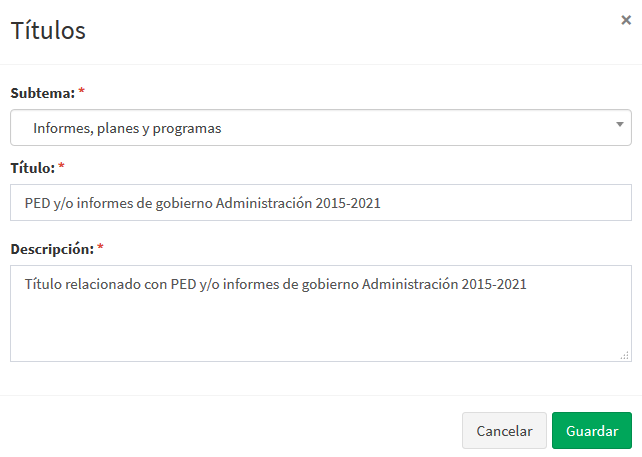 Títulos
×
Subtema: *
Informes, planes y programas
Título: *
PED y/o informes de gobierno Administración 2015-2021
Descripción: *
Título relacionado con PED y/o informes de gobierno Administración 2015-2021
Cancelar
Guardar